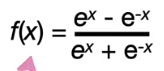 f(x) = (eˣ - e⁻ˣ) / (eˣ + e⁻ˣ)